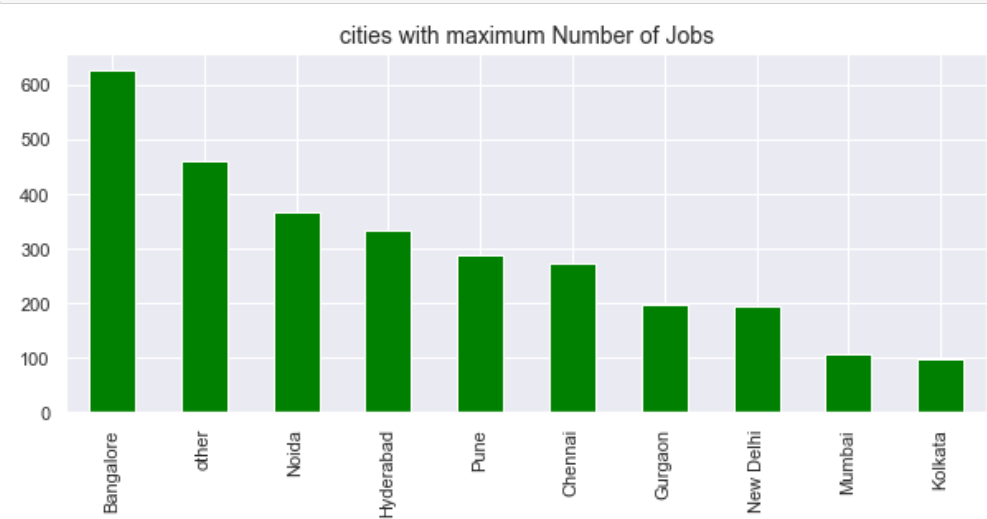 cities with maximum Number of Jobs
600
500
400
300
200
100
0
Bangalore
other
Noida
Hyderabad
Pune
Chennai
Gurgaon
New Delhi
Mumbai
Kolkata